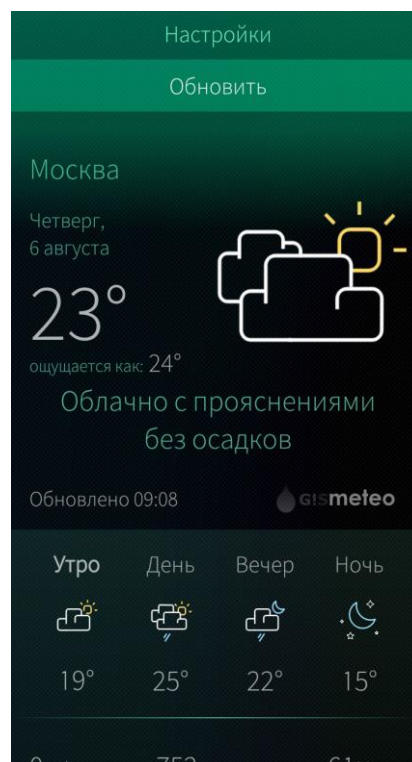 Настройки
Обновить
Москва
Четверг,
6 августа
23°
ощущается как: 24°
Облачно с прояснениями
без осадков
Обновлено 09:08
GISmeteo
Утро День Вечер Ночь
19° 25° 22° 15°